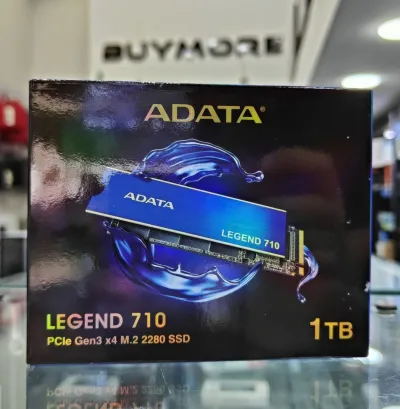 BUYMORE
ADATA®
ADATA
LEGEND 710
LEGEND 710
PCIe Gen3 x4 M.2 2280 SSD
1TB